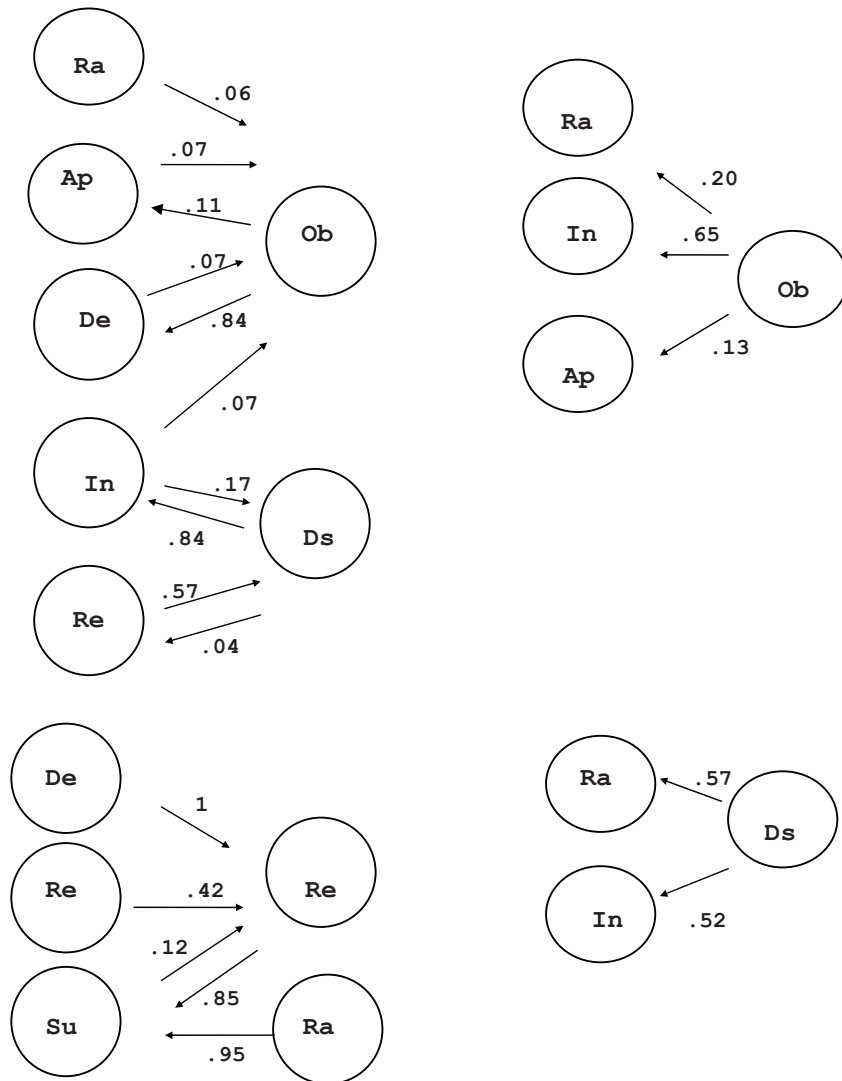 Ra
.06
.07
Ap
.11
Ob
.07
De
.84
.07
In
.17
.84
Ds
.57
Re
.04
Ra
.20
In
.65
Ob
Ap
.13
De
1
Re
.42
Re
.12
.85
Su
Ra
.95
Ra
.57
Ds
In
.52